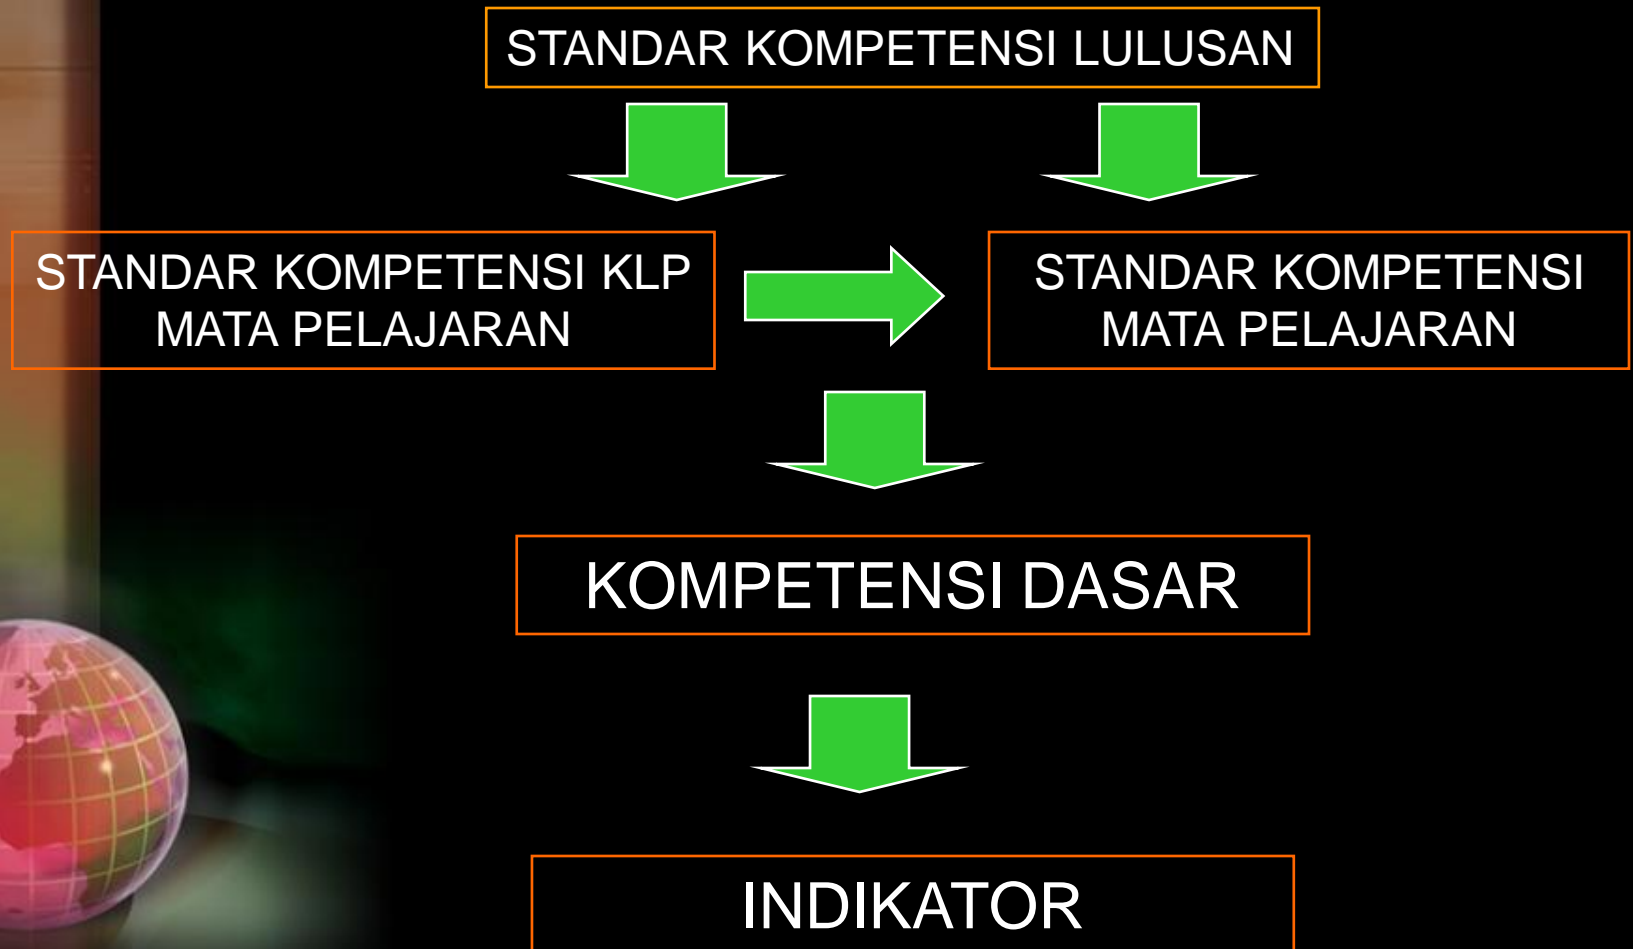 STANDAR KOMPETENSI LULUSAN
STANDAR KOMPETENSI KLP
MATA PELAJARAN
STANDAR KOMPETENSI
MATA PELAJARAN
KOMPETENSI DASAR
INDIKATOR